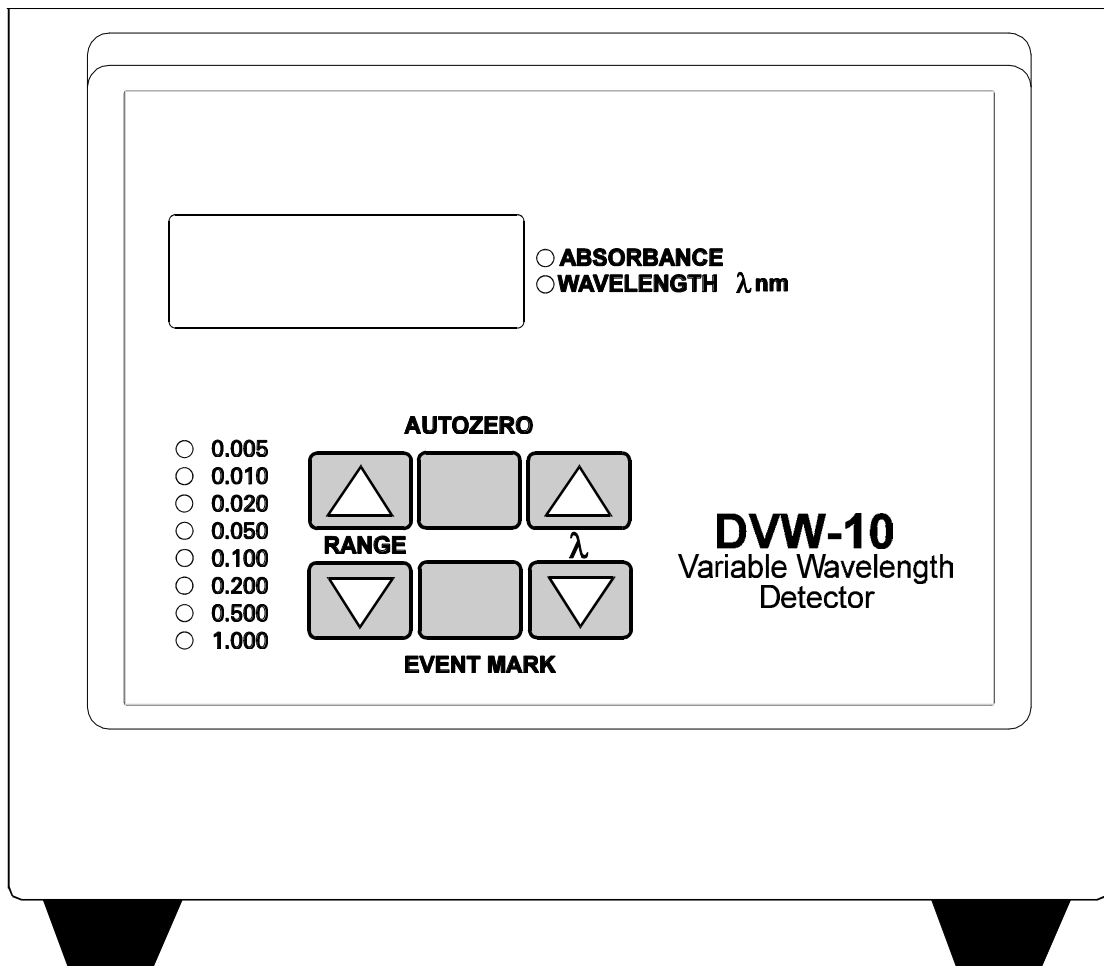 ABSORBANCE
WAVELENGTH λ nm
AUTOZERO
0.005
0.010
0.020
0.050
0.100
0.200
0.500
1.000
RANGE
λ
EVENT MARK
DVW-10
Variable Wavelength
Detector